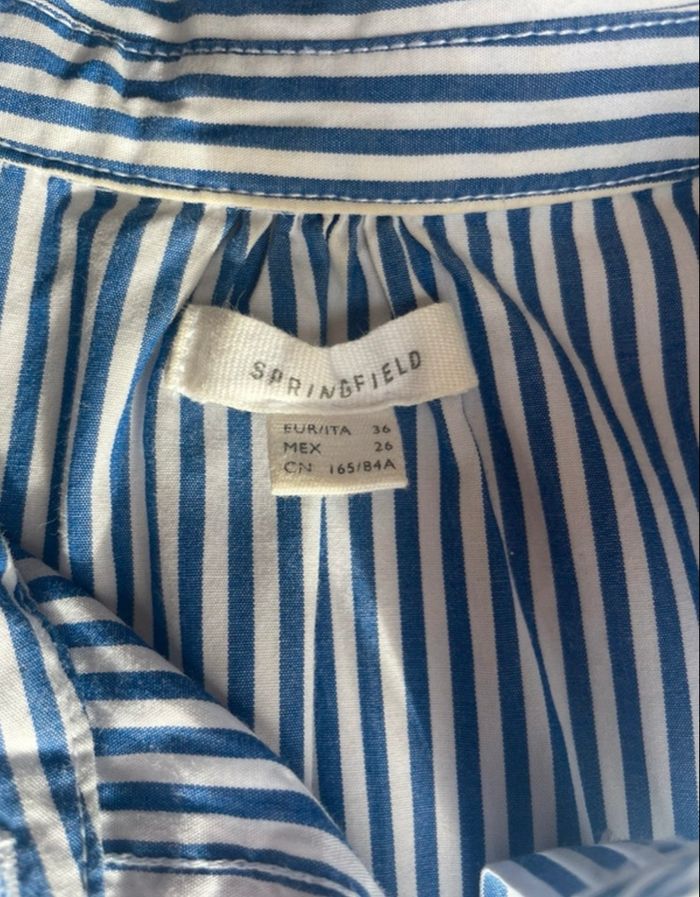 SPRINGFIELD
EUR/ITA 36
MEX 26
CN 165/84A